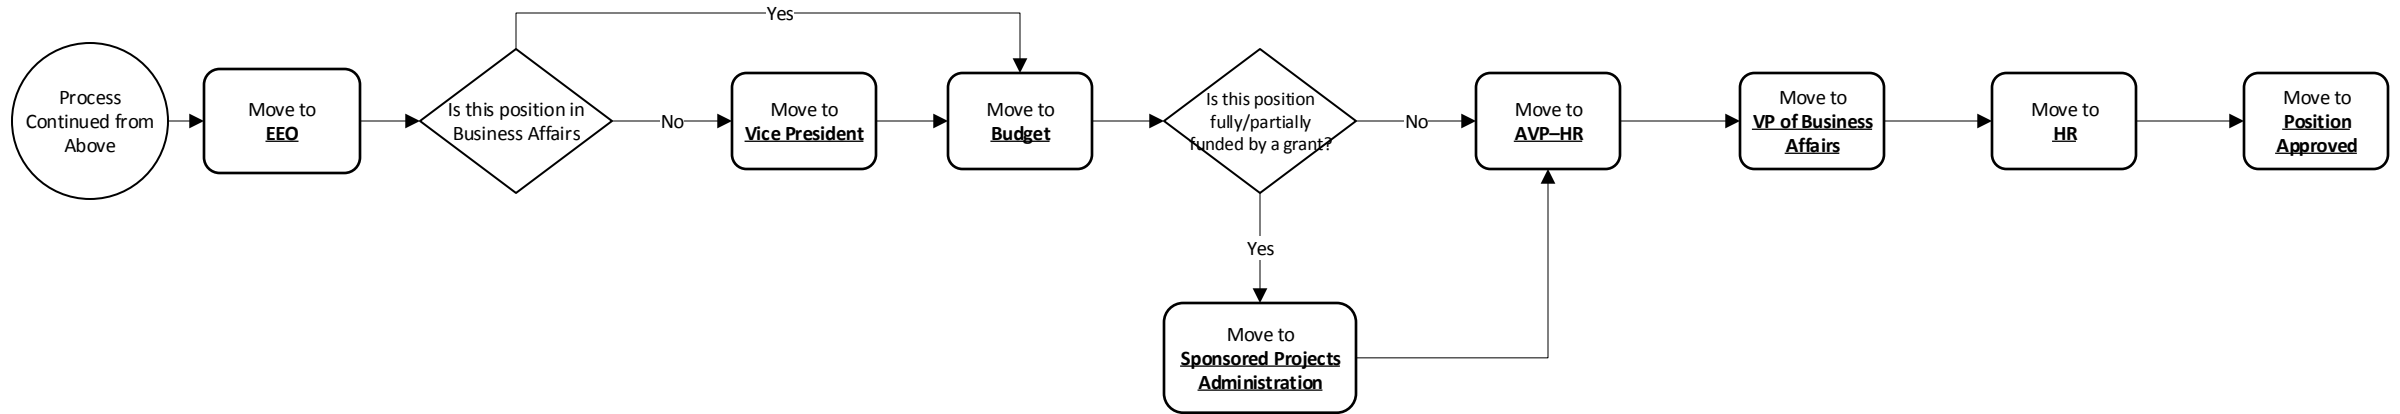 Yes
Process
Continued from
Above
Move to
EEO
Is this position in
Business Affairs
No
Move to
Vice President
Move to
Budget
Is this position
fully/partially
funded by a grant?
No
Move to
AVP–HR
Move to
VP of Business
Affairs
Move to
HR
Move to
Position
Approved
Yes
Move to
Sponsored Projects
Administration